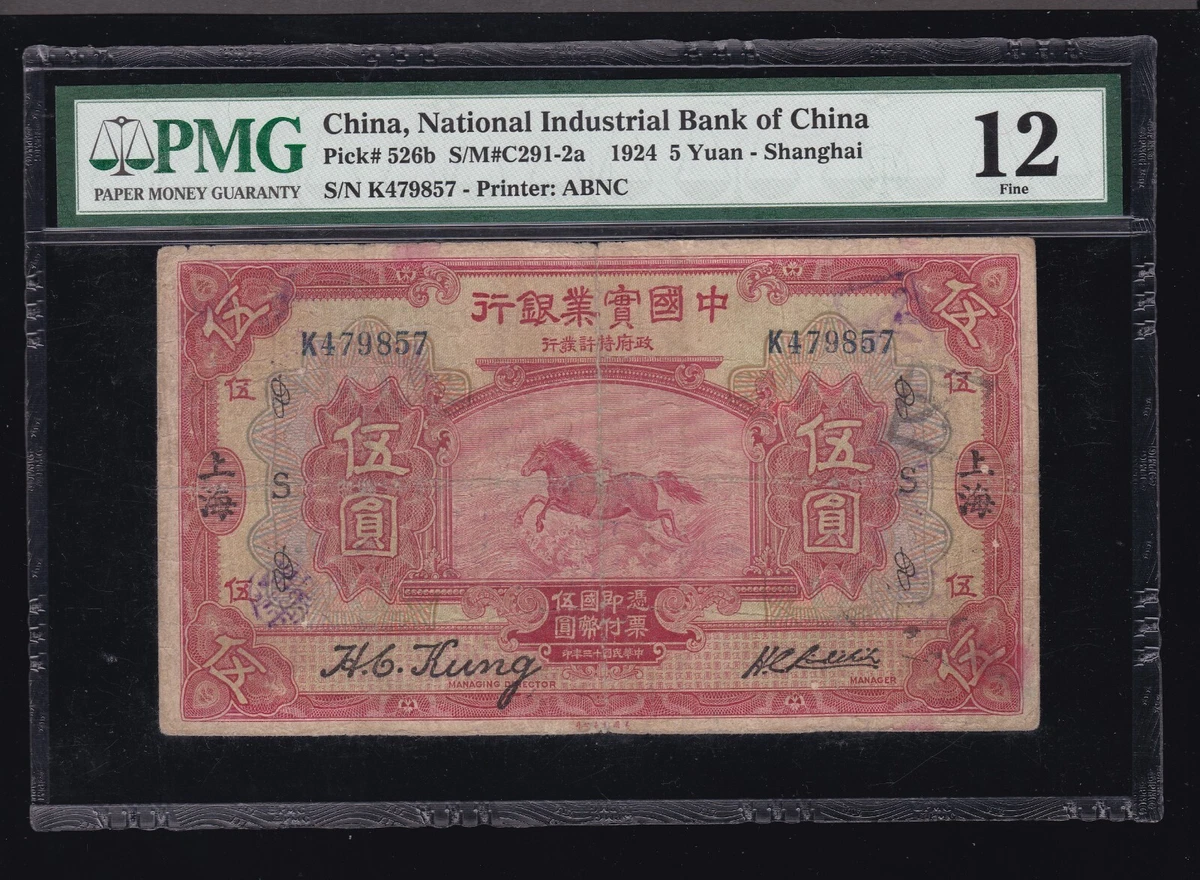 PMG
PAPER MONEY GUARANTY
China, National Industrial Bank of China
Pick# 526b S/M#C291-2a 1924 5 Yuan - Shanghai
S/N K479857 - Printer: ABNC
12
Fine
伍
行銀業實國中
伍
K479857
行業許特府政
K479857
伍
伍
伍圓
伍圓
上海
S
S
上海
伍
伍
憑票即付國幣伍圓
印年三十國民華中
伍
伍
H. C. Kung
MANAGING DIRECTOR
MANAGER